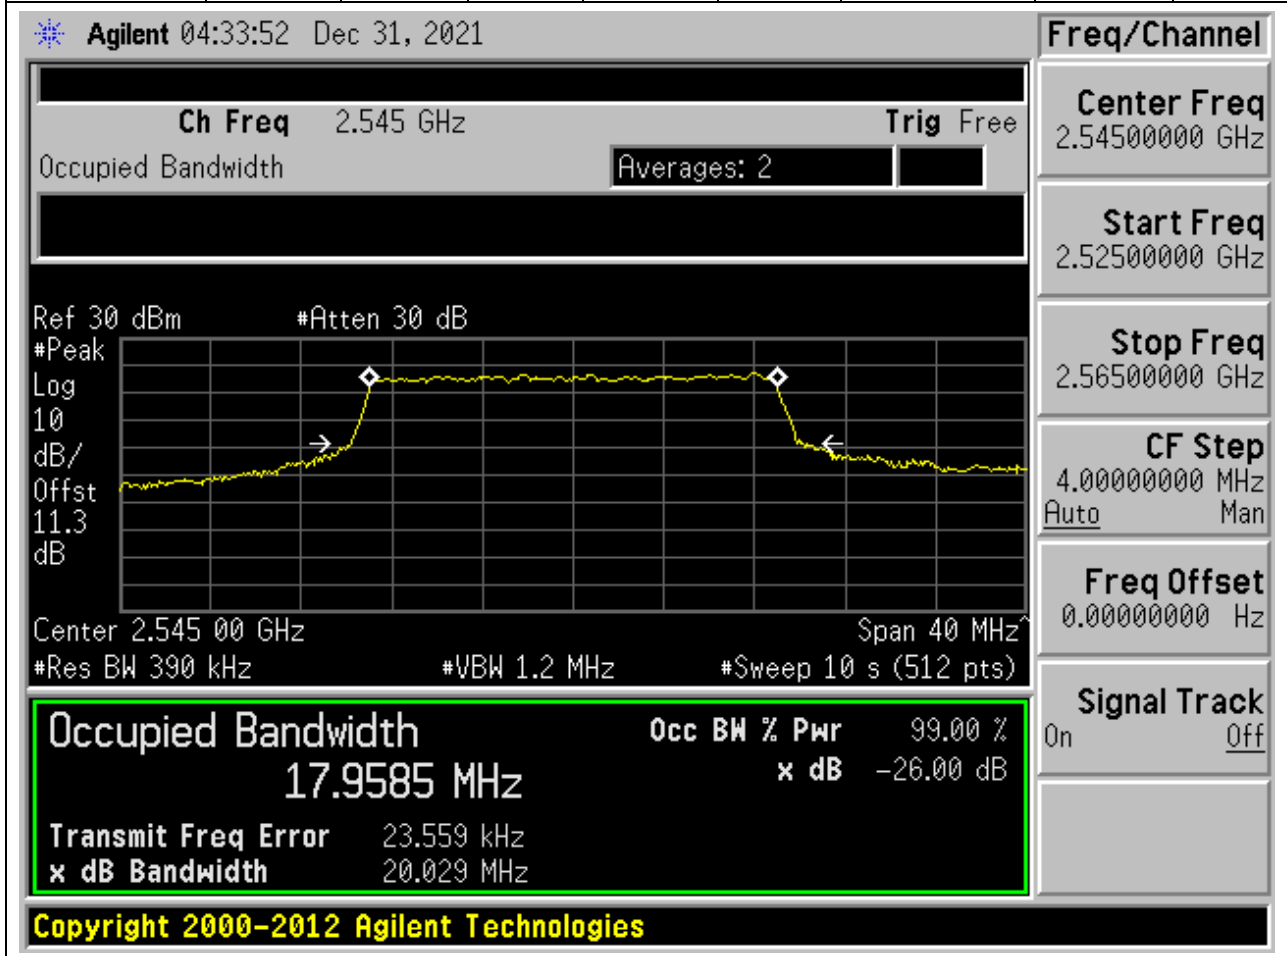 Agilent 04:33:52 Dec 31, 2021
Freq/Channel
Ch Freq 2.545 GHz Trig Free
Occupied Bandwidth Averages: 2
Center Freq
2.54500000 GHz
Start Freq
2.52500000 GHz
Stop Freq
2.56500000 GHz
CF Step
4.00000000 MHz
Auto Man
Freq Offset
0.00000000 Hz
Signal Track
On Off
Ref 30 dBm #Atten 30 dB
#Peak
Log
10
dB/
Offst
11.3
dB
Center 2.545 00 GHz Span 40 MHz^
#Res BW 390 kHz #VBW 1.2 MHz #Sweep 10 s (512 pts)
Occupied Bandwidth Occ BW % Pwr 99.00 %
17.9585 MHz x dB -26.00 dB
Transmit Freq Error 23.559 kHz
x dB Bandwidth 20.029 MHz
Copyright 2000-2012 Agilent Technologies